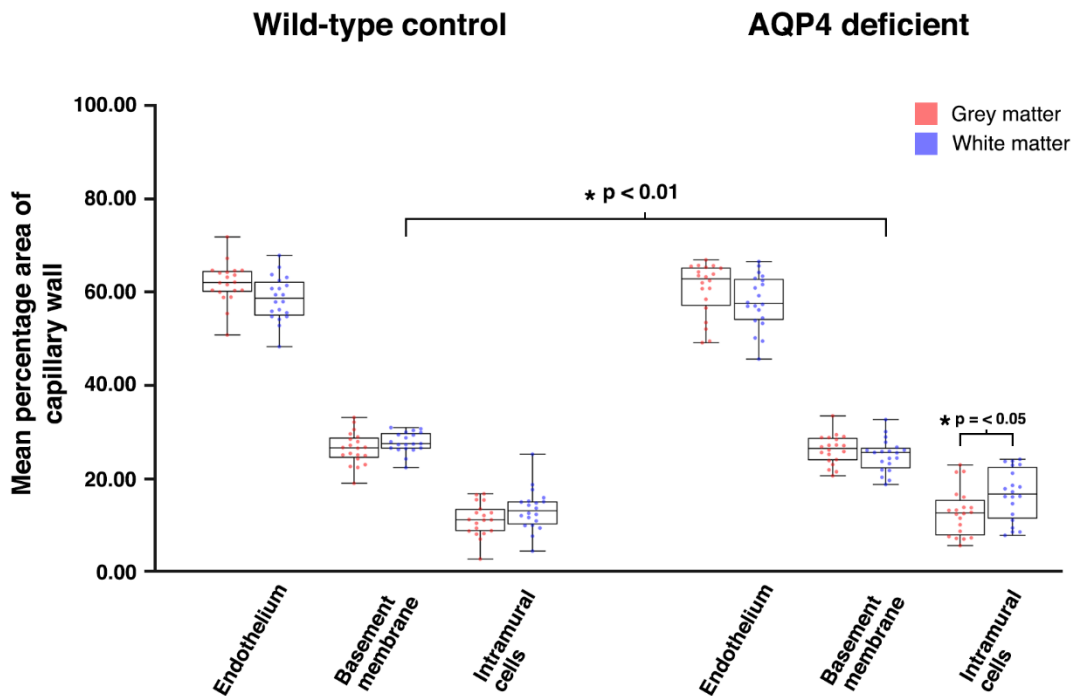 Wild-type control
AQP4 deficient
Grey matter
White matter
Mean percentage area of
capillary wall
100.00
80.00
60.00
40.00
20.00
0.00
* p < 0.01
* p = < 0.05
Endothelium
Basement
membrane
Intramural
cells
Endothelium
Basement
membrane
Intramural
cells